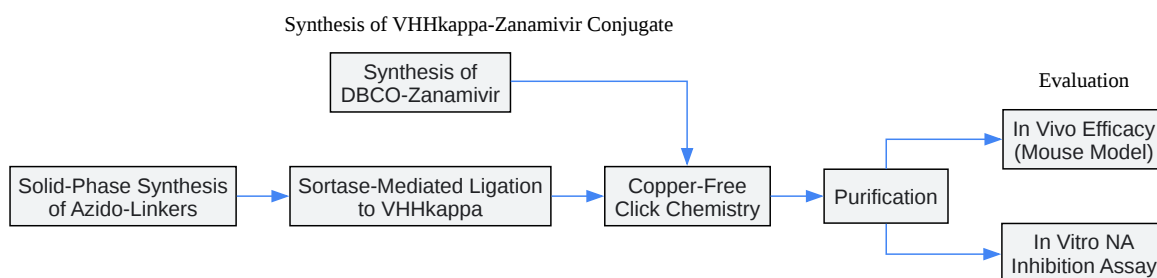 Synthesis of VHHkappa-Zanamivir Conjugate
Synthesis of
DBCO-Zanamivir
Evaluation
In Vivo Efficacy
(Mouse Model)
Solid-Phase Synthesis
of Azido-Linkers
Sortase-Mediated Ligation
to VHHkappa
Copper-Free
Click Chemistry
Purification
In Vitro NA
Inhibition Assay